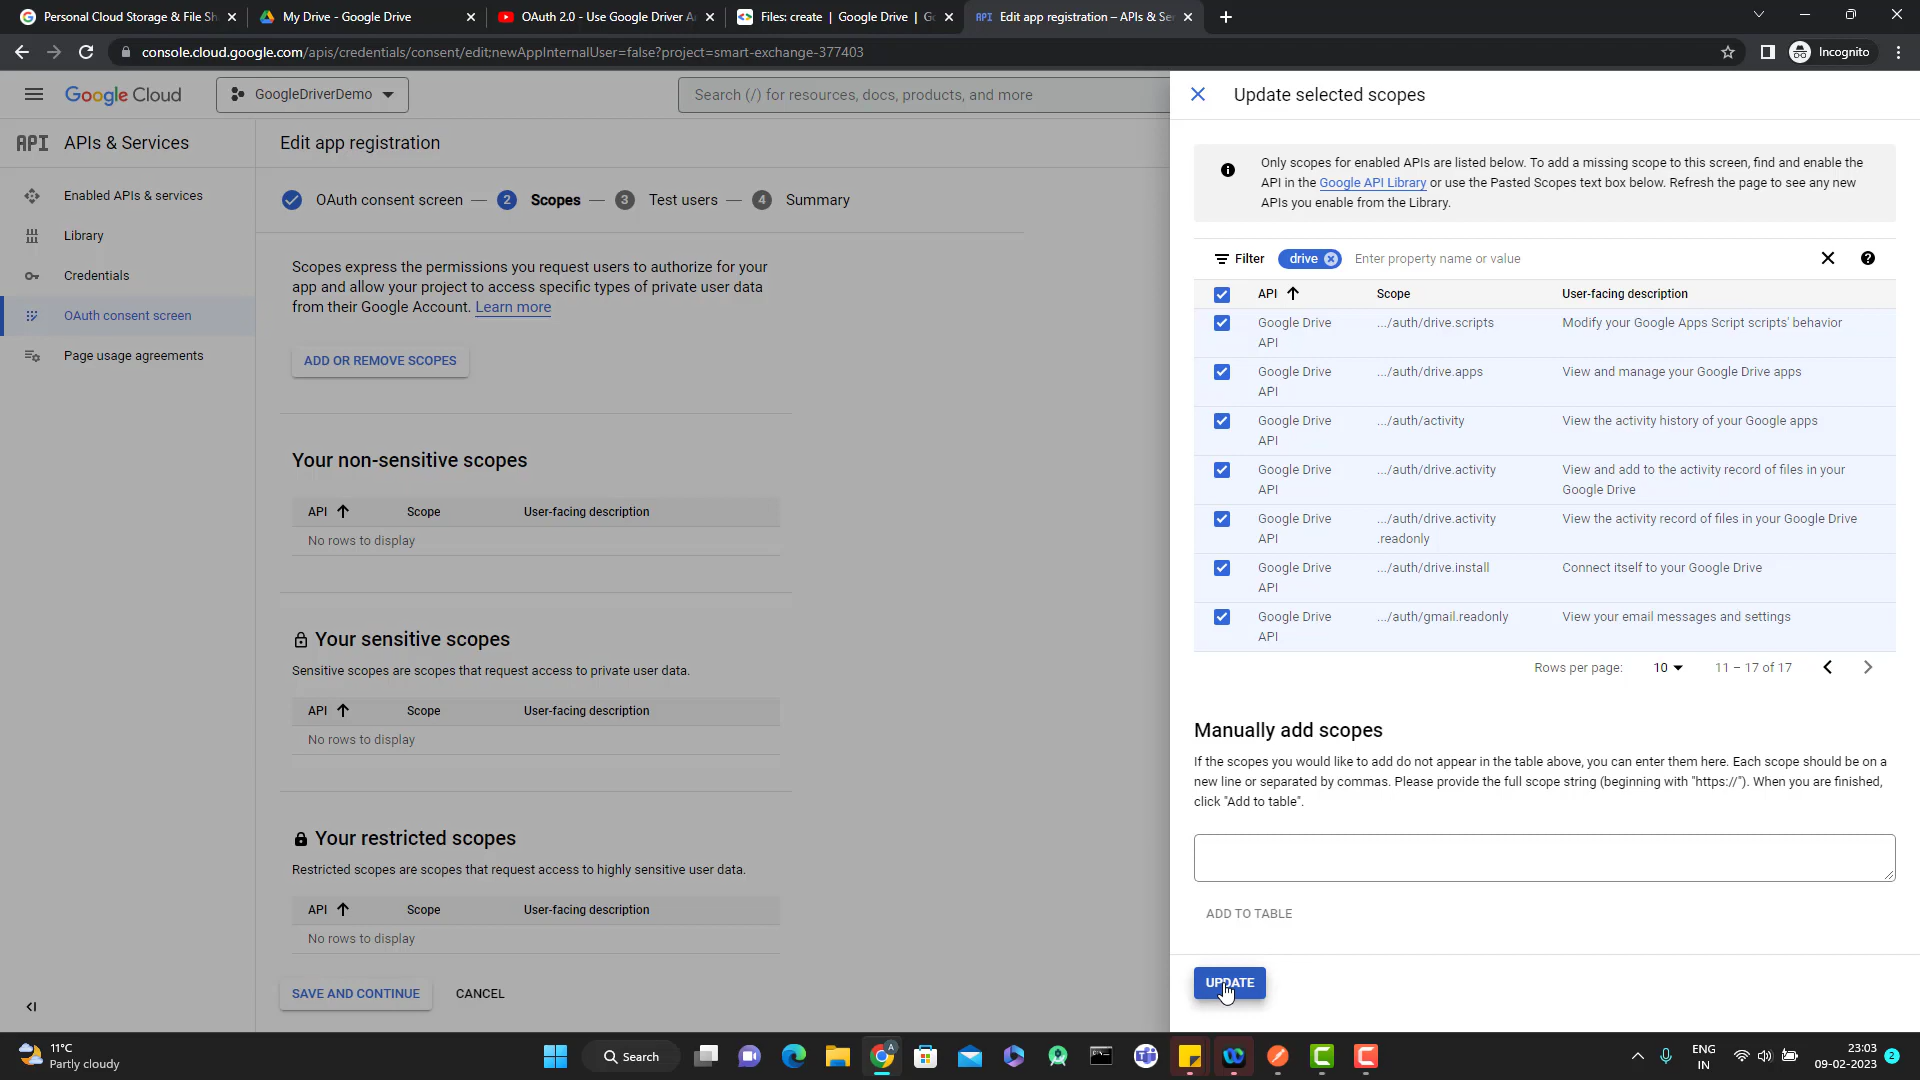 Personal Cloud Storage & File Sh
My Drive - Google Drive
OAuth 2.0 - Use Google Driver A
Files: create | Google Drive | Go
API Edit app registration – APIs & Se
console.cloud.google.com/apis/credentials/consent/edit;newAppInternalUser=false?project=smart-exchange-377403
Incognito
Google Cloud
GoogleDriverDemo
Search (/) for resources, docs, products, and more
API APIs & Services
Enabled APIs & services
Library
Credentials
OAuth consent screen
Page usage agreements
Edit app registration
OAuth consent screen — 2 Scopes — 3 Test users — 4 Summary
Scopes express the permissions you request users to authorize for your
app and allow your project to access specific types of private user data
from their Google Account. Learn more
ADD OR REMOVE SCOPES
Your non-sensitive scopes
API Scope User-facing description
No rows to display
Your sensitive scopes
Sensitive scopes are scopes that request access to private user data.
API Scope User-facing description
No rows to display
Your restricted scopes
Restricted scopes are scopes that request access to highly sensitive user data.
API Scope User-facing description
No rows to display
SAVE AND CONTINUE CANCEL
Update selected scopes
Only scopes for enabled APIs are listed below. To add a missing scope to this screen, find and enable the
API in the Google API Library or use the Pasted Scopes text box below. Refresh the page to see any new
APIs you enable from the Library.
Filter drive Enter property name or value
API Scope User-facing description
Google Drive .../auth/drive.scripts Modify your Google Apps Script scripts' behavior
API
Google Drive .../auth/drive.apps View and manage your Google Drive apps
API
Google Drive .../auth/activity View the activity history of your Google apps
API
Google Drive .../auth/drive.activity View and add to the activity record of files in your
API Google Drive
Google Drive .../auth/drive.activity View the activity record of files in your Google Drive
API .readonly
Google Drive .../auth/drive.install Connect itself to your Google Drive
API
Google Drive .../auth/gmail.readonly View your email messages and settings
API
Rows per page: 10 11 – 17 of 17
Manually add scopes
If the scopes you would like to add do not appear in the table above, you can enter them here. Each scope should be on a
new line or separated by commas. Please provide the full scope string (beginning with "https://"). When you are finished,
click "Add to table".
ADD TO TABLE
UPDATE
11°C
Partly cloudy
Search
ENG
IN
23:03
09-02-2023
2